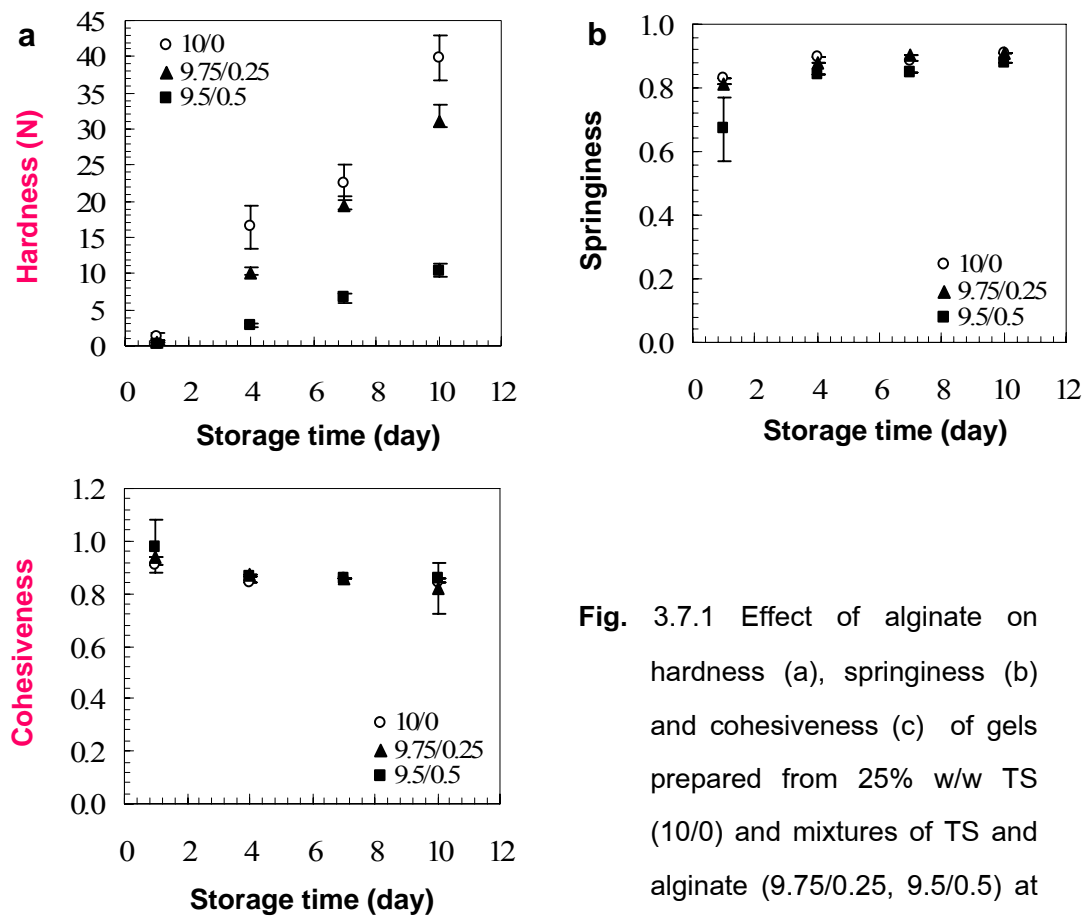 a
45
40
35
30
25
20
15
10
5
0
Hardness (N)
10/0
9.75/0.25
9.5/0.5
0 2 4 6 8 10 12
Storage time (day)
b
1.0
0.8
0.6
0.4
0.2
0.0
Springiness
10/0
9.75/0.25
9.5/0.5
0 2 4 6 8 10 12
Storage time (day)
1.2
1.0
0.8
0.6
0.4
0.2
0.0
Cohesiveness
10/0
9.75/0.25
9.5/0.5
0 2 4 6 8 10 12
Storage time (day)
Fig. 3.7.1 Effect of alginate on
hardness (a), springiness (b)
and cohesiveness (c) of gels
prepared from 25% w/w TS
(10/0) and mixtures of TS and
alginate (9.75/0.25, 9.5/0.5) at